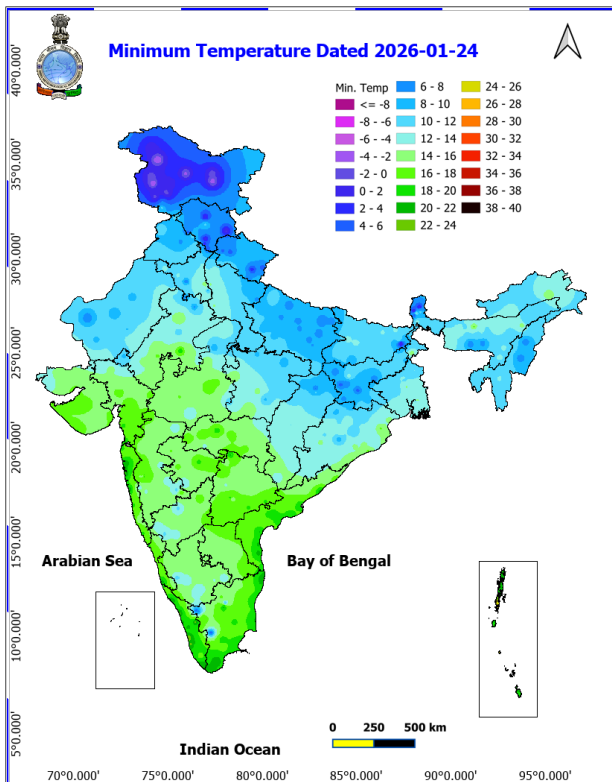 Minimum Temperature Dated 2026-01-24
Min. Temp
<= -8
-8 - -6
-6 - -4
-4 - -2
-2 - 0
0 - 2
2 - 4
4 - 6
6 - 8
8 - 10
10 - 12
12 - 14
14 - 16
16 - 18
18 - 20
20 - 22
22 - 24
24 - 26
26 - 28
28 - 30
30 - 32
32 - 34
34 - 36
36 - 38
38 - 40
40°0.000'
35°0.000'
30°0.000'
25°0.000'
20°0.000'
15°0.000'
10°0.000'
5°0.000'
Arabian Sea
Bay of Bengal
0 250 500 km
Indian Ocean
70°0.000' 75°0.000' 80°0.000' 85°0.000' 90°0.000' 95°0.000'